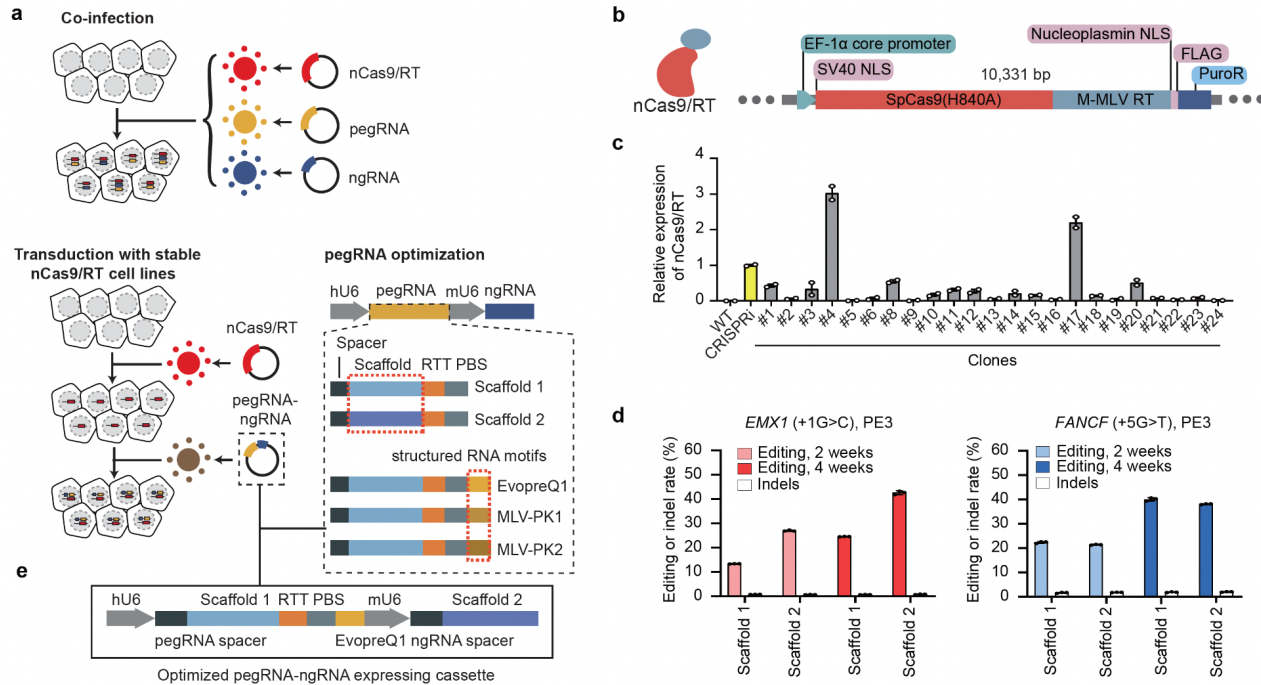 a
Co-infection
nCas9/RT
pegRNA
ngRNA
Transduction with stable
nCas9/RT cell lines
nCas9/RT
pegRNA-
ngRNA
pegRNA optimization
hU6
pegRNA
mU6
ngRNA
Spacer
Scaffold
RTT PBS
Scaffold 1
Scaffold 2
structured RNA motifs
EvopreQ1
MLV-PK1
MLV-PK2
e
hU6
Scaffold 1
RTT PBS
mU6
Scaffold 2
pegRNA spacer
EvopreQ1
ngRNA spacer
Optimized pegRNA-ngRNA expressing cassette
b
nCas9/RT
EF-1α core promoter
SV40 NLS
10,331 bp
Nucleoplasmin NLS
FLAG
PuroR
SpCas9(H840A)
M-MLV RT
c
Relative expression
of nCas9/RT
4
3
2
1
0
WT
CRISPRi
#1
#2
#3
#4
#5
#6
#8
#9
#10
#11
#12
#13
#14
#15
#16
#17
#18
#19
#20
#21
#22
#23
#24
Clones
d
EMX1 (+1G>C), PE3
Editing or indel rate (%)
60
50
40
30
20
10
0
Editing, 2 weeks
Editing, 4 weeks
Indels
Scaffold 1
Scaffold 2
Scaffold 1
Scaffold 2
FANCF (+5G>T), PE3
Editing or indel rate (%)
60
50
40
30
20
10
0
Editing, 2 weeks
Editing, 4 weeks
Indels
Scaffold 1
Scaffold 2
Scaffold 1
Scaffold 2